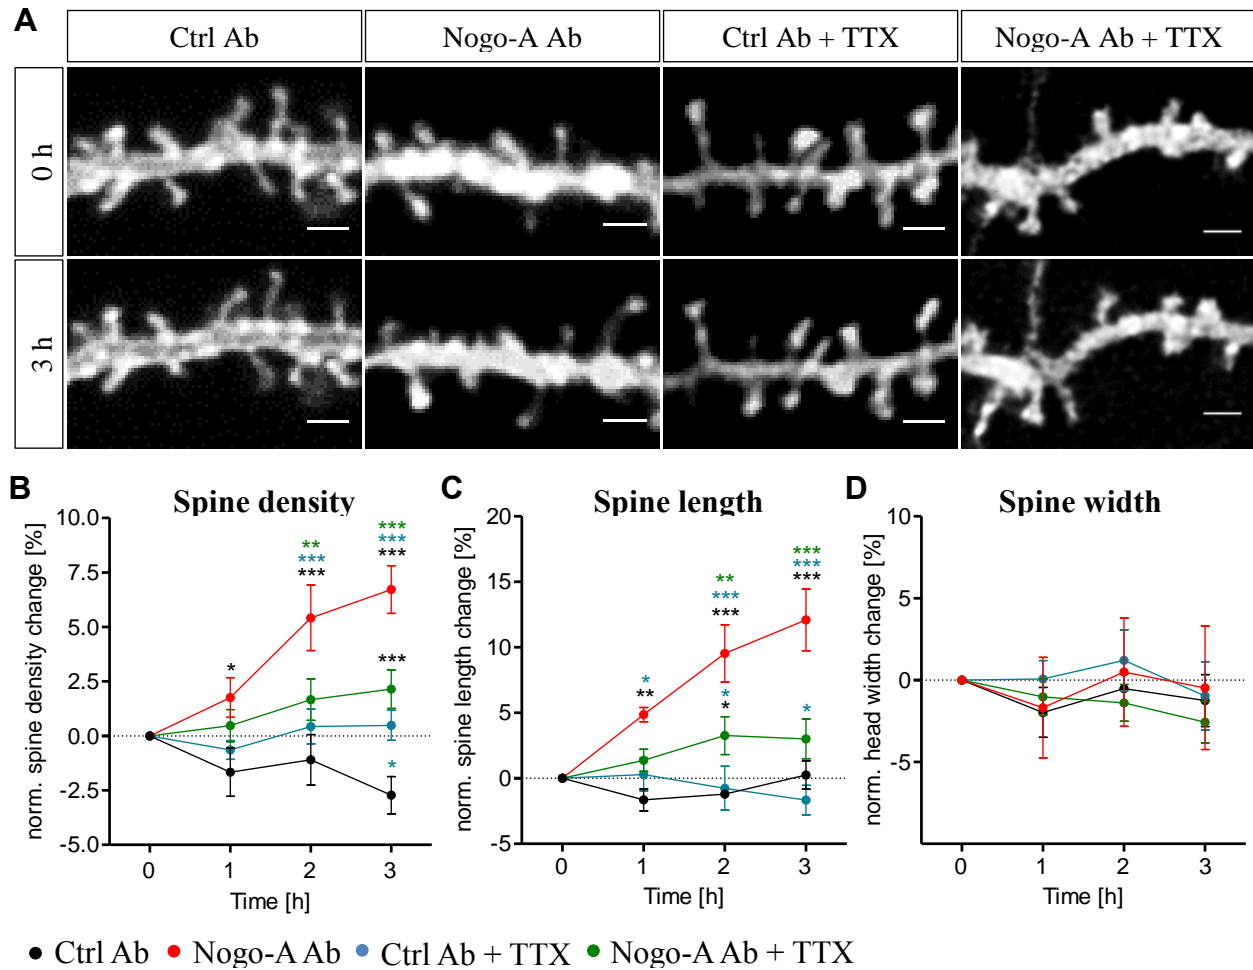 A
Ctrl Ab Nogo-A Ab Ctrl Ab + TTX Nogo-A Ab + TTX
0 h
3 h
B Spine density
norm. spine density change [%]
10.0
7.5
5.0
2.5
0.0
-2.5
-5.0
*
**
***
***
***
***
***
***
*
0 1 2 3
Time [h]
C Spine length
norm. spine length change [%]
20
15
10
5
0
-5
*
**
**
***
***
*
*
***
***
***
*
0 1 2 3
Time [h]
D Spine width
norm. head width change [%]
10
5
0
-5
0 1 2 3
Time [h]
Ctrl Ab Nogo-A Ab Ctrl Ab + TTX Nogo-A Ab + TTX